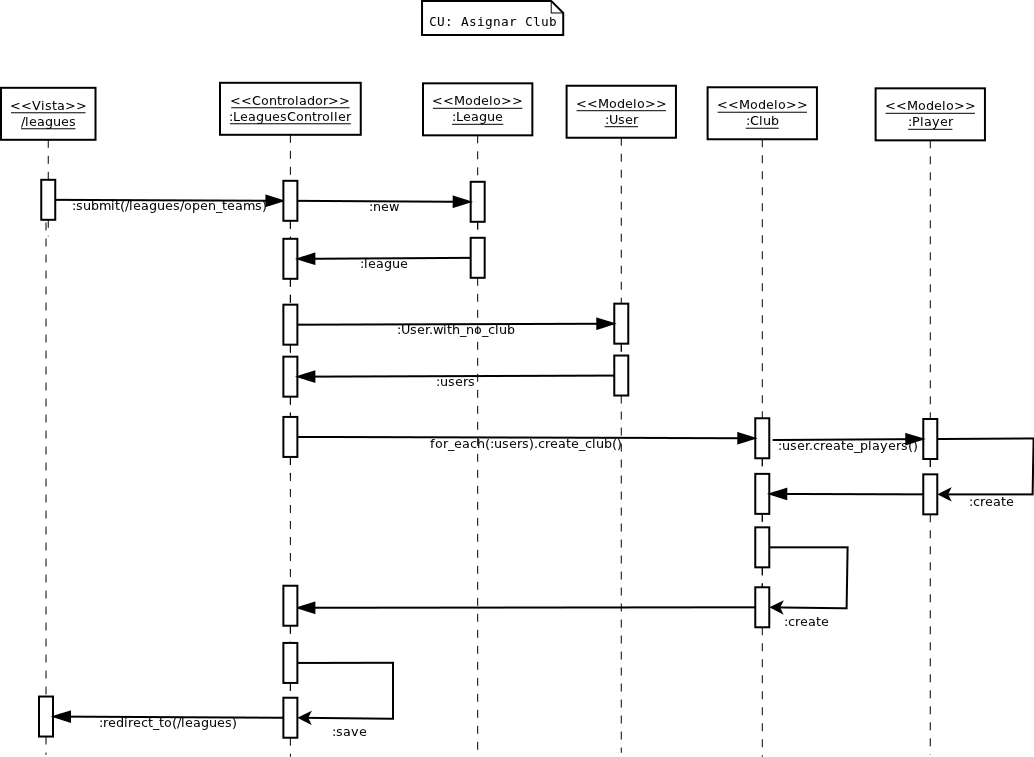 CU: Asignar Club
<<Vista>>
/leagues
<<Controlador>>
:LeaguesController
<<Modelo>>
:League
<<Modelo>>
:User
<<Modelo>>
:Club
<<Modelo>>
:Player
:submit(/leagues/open_teams)
:new
:league
:User.with_no_club
:users
for_each(:users).create_club()
:user.create_players()
:create
:create
:redirect_to(/leagues)
:save